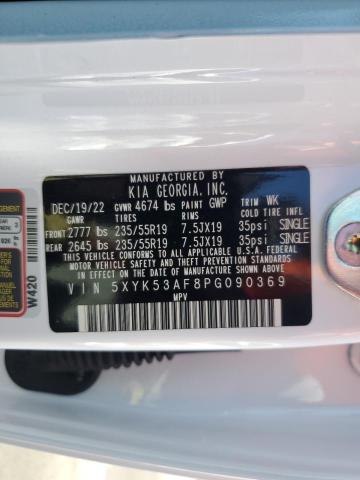 MANUFACTURED BY
KIA GEORGIA, INC.
DEC/19/22 GVWR 4674 lbs PAINT GWP TRIM WK
GAWR TIRES RIMS COLD TIRE INFL
FRONT 2777 lbs 235/55R19 7.5JX19 35psi SINGLE
REAR 2645 lbs 235/55R19 7.5JX19 35psi SINGLE
THIS VEHICLE CONFORMS TO ALL APPLICABLE U.S.A. FEDERAL
MOTOR VEHICLE SAFETY, BUMPER, AND THEFT PREVENTION
STANDARDS IN EFFECT ON THE DATE OF MANUFACTURE
SHOWN ABOVE.
VIN 5XYK53AF8PG090369
MPV
W420